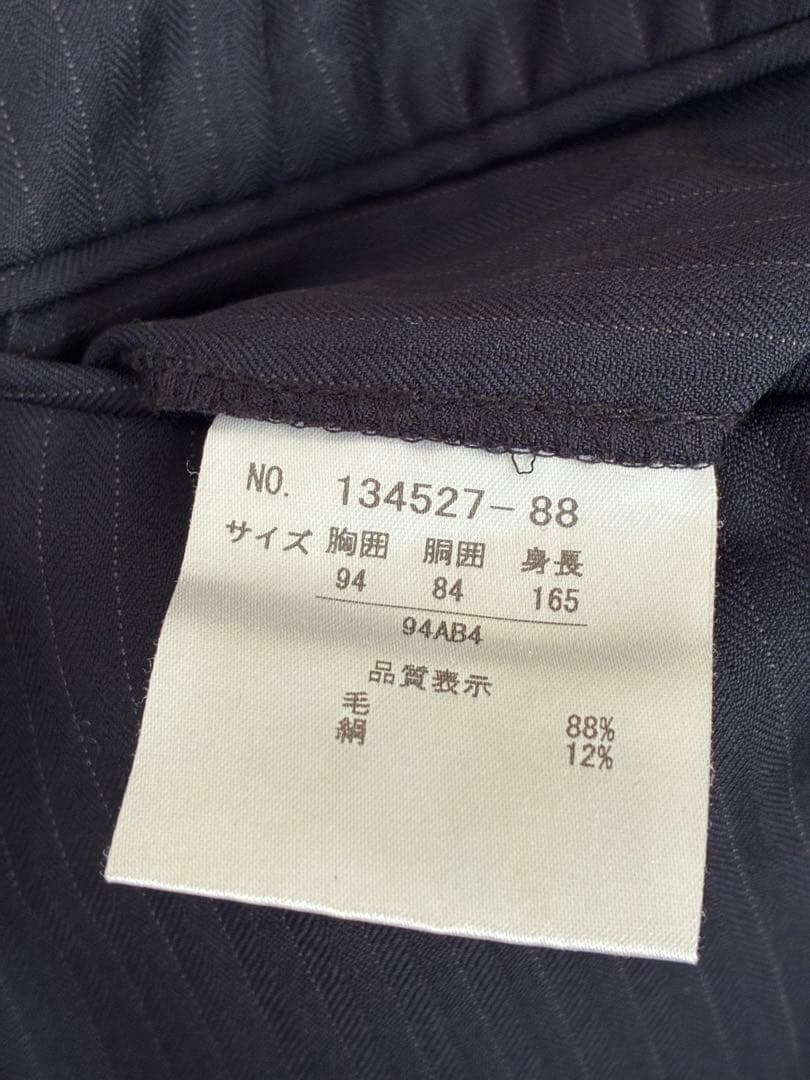 NO. 134527-88
サイズ 胸囲 胴囲 身長
94 84 165
94AB4
品質表示
毛 88%
絹 12%